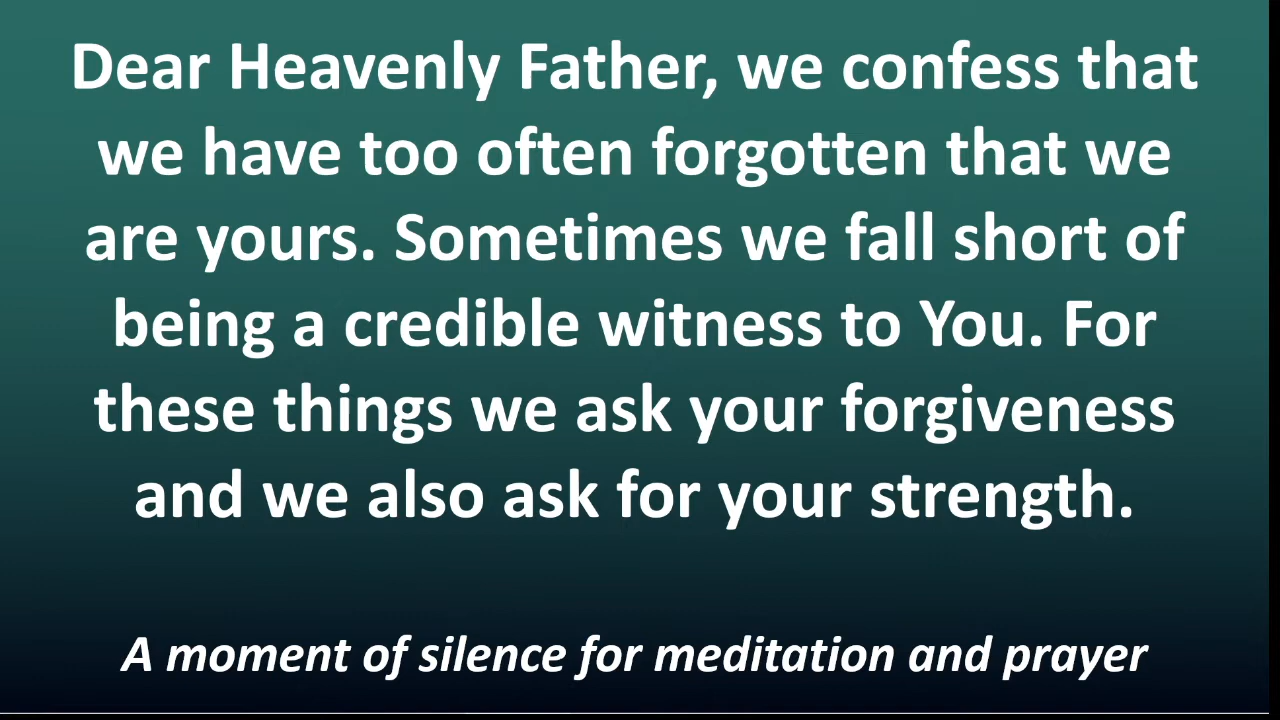 Dear Heavenly Father, we confess that
we have too often forgotten that we
are yours. Sometimes we fall short of
being a credible witness to You. For
these things we ask your forgiveness
and we also ask for your strength.
A moment of silence for meditation and prayer